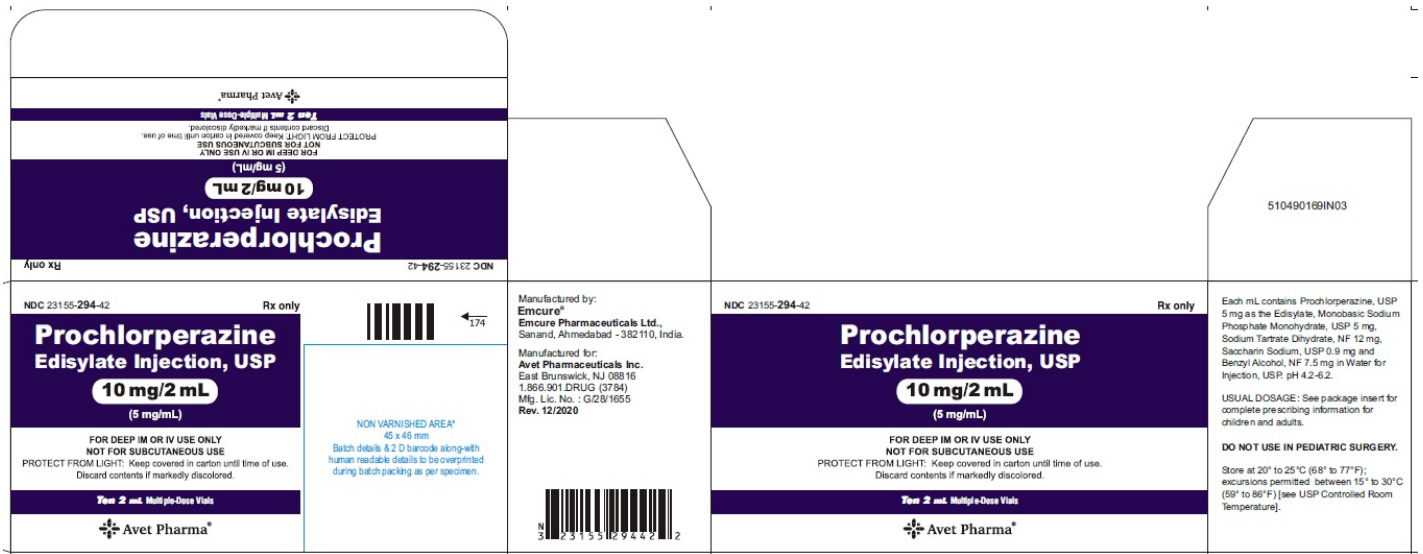 Avet Pharma®
Ten 2 mL Multiple-Dose Vials
Discard contents if markedly discolored.
PROTECT FROM LIGHT: Keep covered in carton until time of use.
NOT FOR SUBCUTANEOUS USE
FOR DEEP IM OR IV USE ONLY
(5 mg/mL)
10 mg/2 mL
Edisylate Injection, USP
Prochlorperazine
NDC 23155-294-42 Rx only
NDC 23155-294-42 Rx only
Prochlorperazine
Edisylate Injection, USP
10 mg/2 mL
(5 mg/mL)
FOR DEEP IM OR IV USE ONLY
NOT FOR SUBCUTANEOUS USE
PROTECT FROM LIGHT: Keep covered in carton until time of use.
Discard contents if markedly discolored.
Ten 2 mL Multiple-Dose Vials
Avet Pharma®
174
NON VARNISHED AREA*
45 x 46 mm
Batch details & 2 D barcode along-with
human readable details to be overprinted
during batch packing as per specimen.
Manufactured by:
Emcure®
Emcure Pharmaceuticals Ltd.,
Sanand, Ahmedabad - 382110, India.
Manufactured for:
Avet Pharmaceuticals Inc.
East Brunswick, NJ 08816
1.866.901.DRUG (3784)
Mfg. Lic. No. : G/28/1655
Rev. 12/2020
N
3 23155 29442 2
NDC 23155-294-42 Rx only
Prochlorperazine
Edisylate Injection, USP
10 mg/2 mL
(5 mg/mL)
FOR DEEP IM OR IV USE ONLY
NOT FOR SUBCUTANEOUS USE
PROTECT FROM LIGHT: Keep covered in carton until time of use.
Discard contents if markedly discolored.
Ten 2 mL Multiple-Dose Vials
Avet Pharma®
510490169IN03
Each mL contains Prochlorperazine, USP
5 mg as the Edisylate, Monobasic Sodium
Phosphate Monohydrate, USP 5 mg,
Sodium Tartrate Dihydrate, NF 12 mg,
Saccharin Sodium, USP 0.9 mg and
Benzyl Alcohol, NF 7.5 mg in Water for
Injection, USP. pH 4.2-6.2.
USUAL DOSAGE: See package insert for
complete prescribing information for
children and adults.
DO NOT USE IN PEDIATRIC SURGERY.
Store at 20° to 25°C (68° to 77°F);
excursions permitted between 15° to 30°C
(59° to 86°F) [see USP Controlled Room
Temperature].